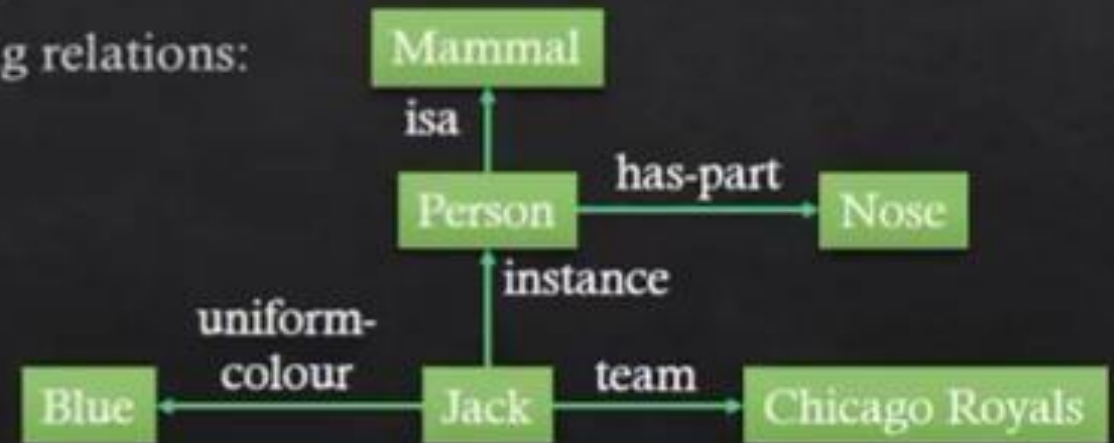 g relations:
Mammal
isa
has-part
Person
Nose
instance
uniform-
colour
team
Blue
Jack
Chicago Royals